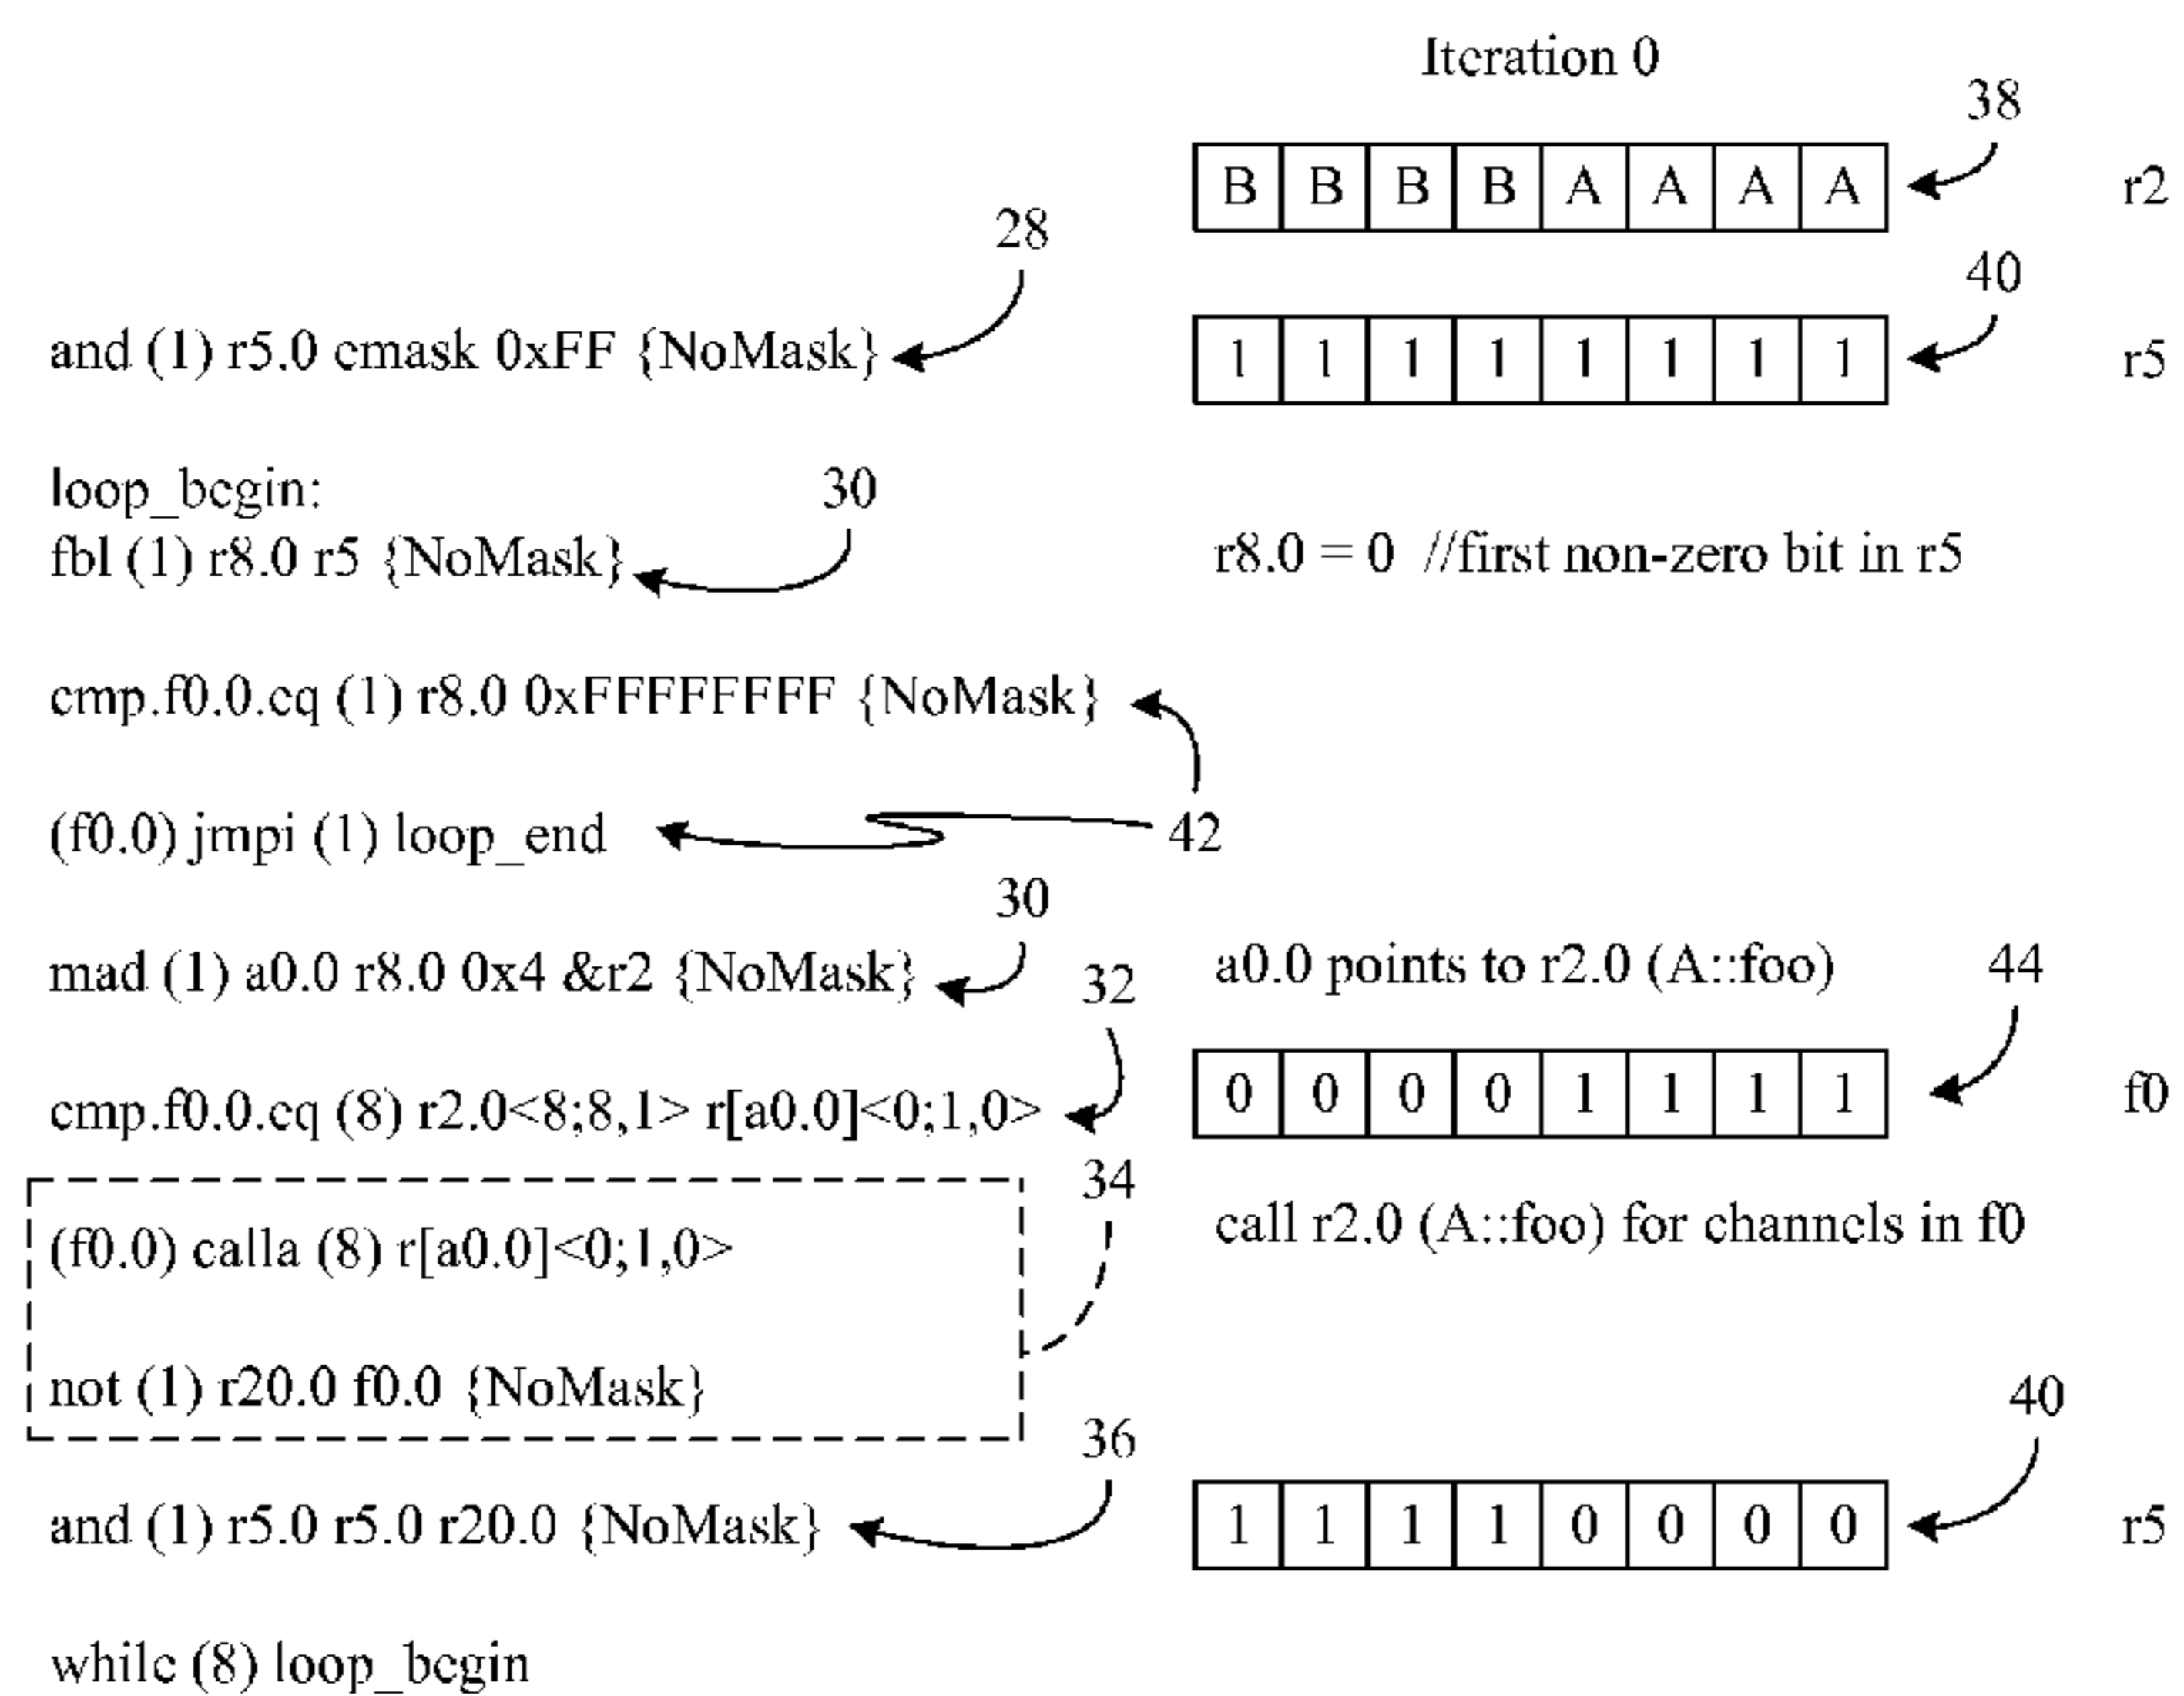 Iteration 0
38
B B B B A A A A r2
28
40
and (1) r5.0 cmask 0xFF {NoMask}
1 1 1 1 1 1 1 1 r5
loop_begin:
30
fbl (1) r8.0 r5 {NoMask}
r8.0 = 0 //first non-zero bit in r5
cmp.f0.0.eq (1) r8.0 0xFFFFFFFF {NoMask}
(f0.0) jmpi (1) loop_end
42
30
mad (1) a0.0 r8.0 0x4 &r2 {NoMask}
32
a0.0 points to r2.0 (A::foo)
44
cmp.f0.0.eq (8) r2.0<8;8,1> r[a0.0]<0;1,0>
0 0 0 0 1 1 1 1 f0
34
(f0.0) calla (8) r[a0.0]<0;1,0>
call r2.0 (A::foo) for channels in f0
not (1) r20.0 f0.0 {NoMask}
36
40
and (1) r5.0 r5.0 r20.0 {NoMask}
1 1 1 1 0 0 0 0 r5
while (8) loop_begin